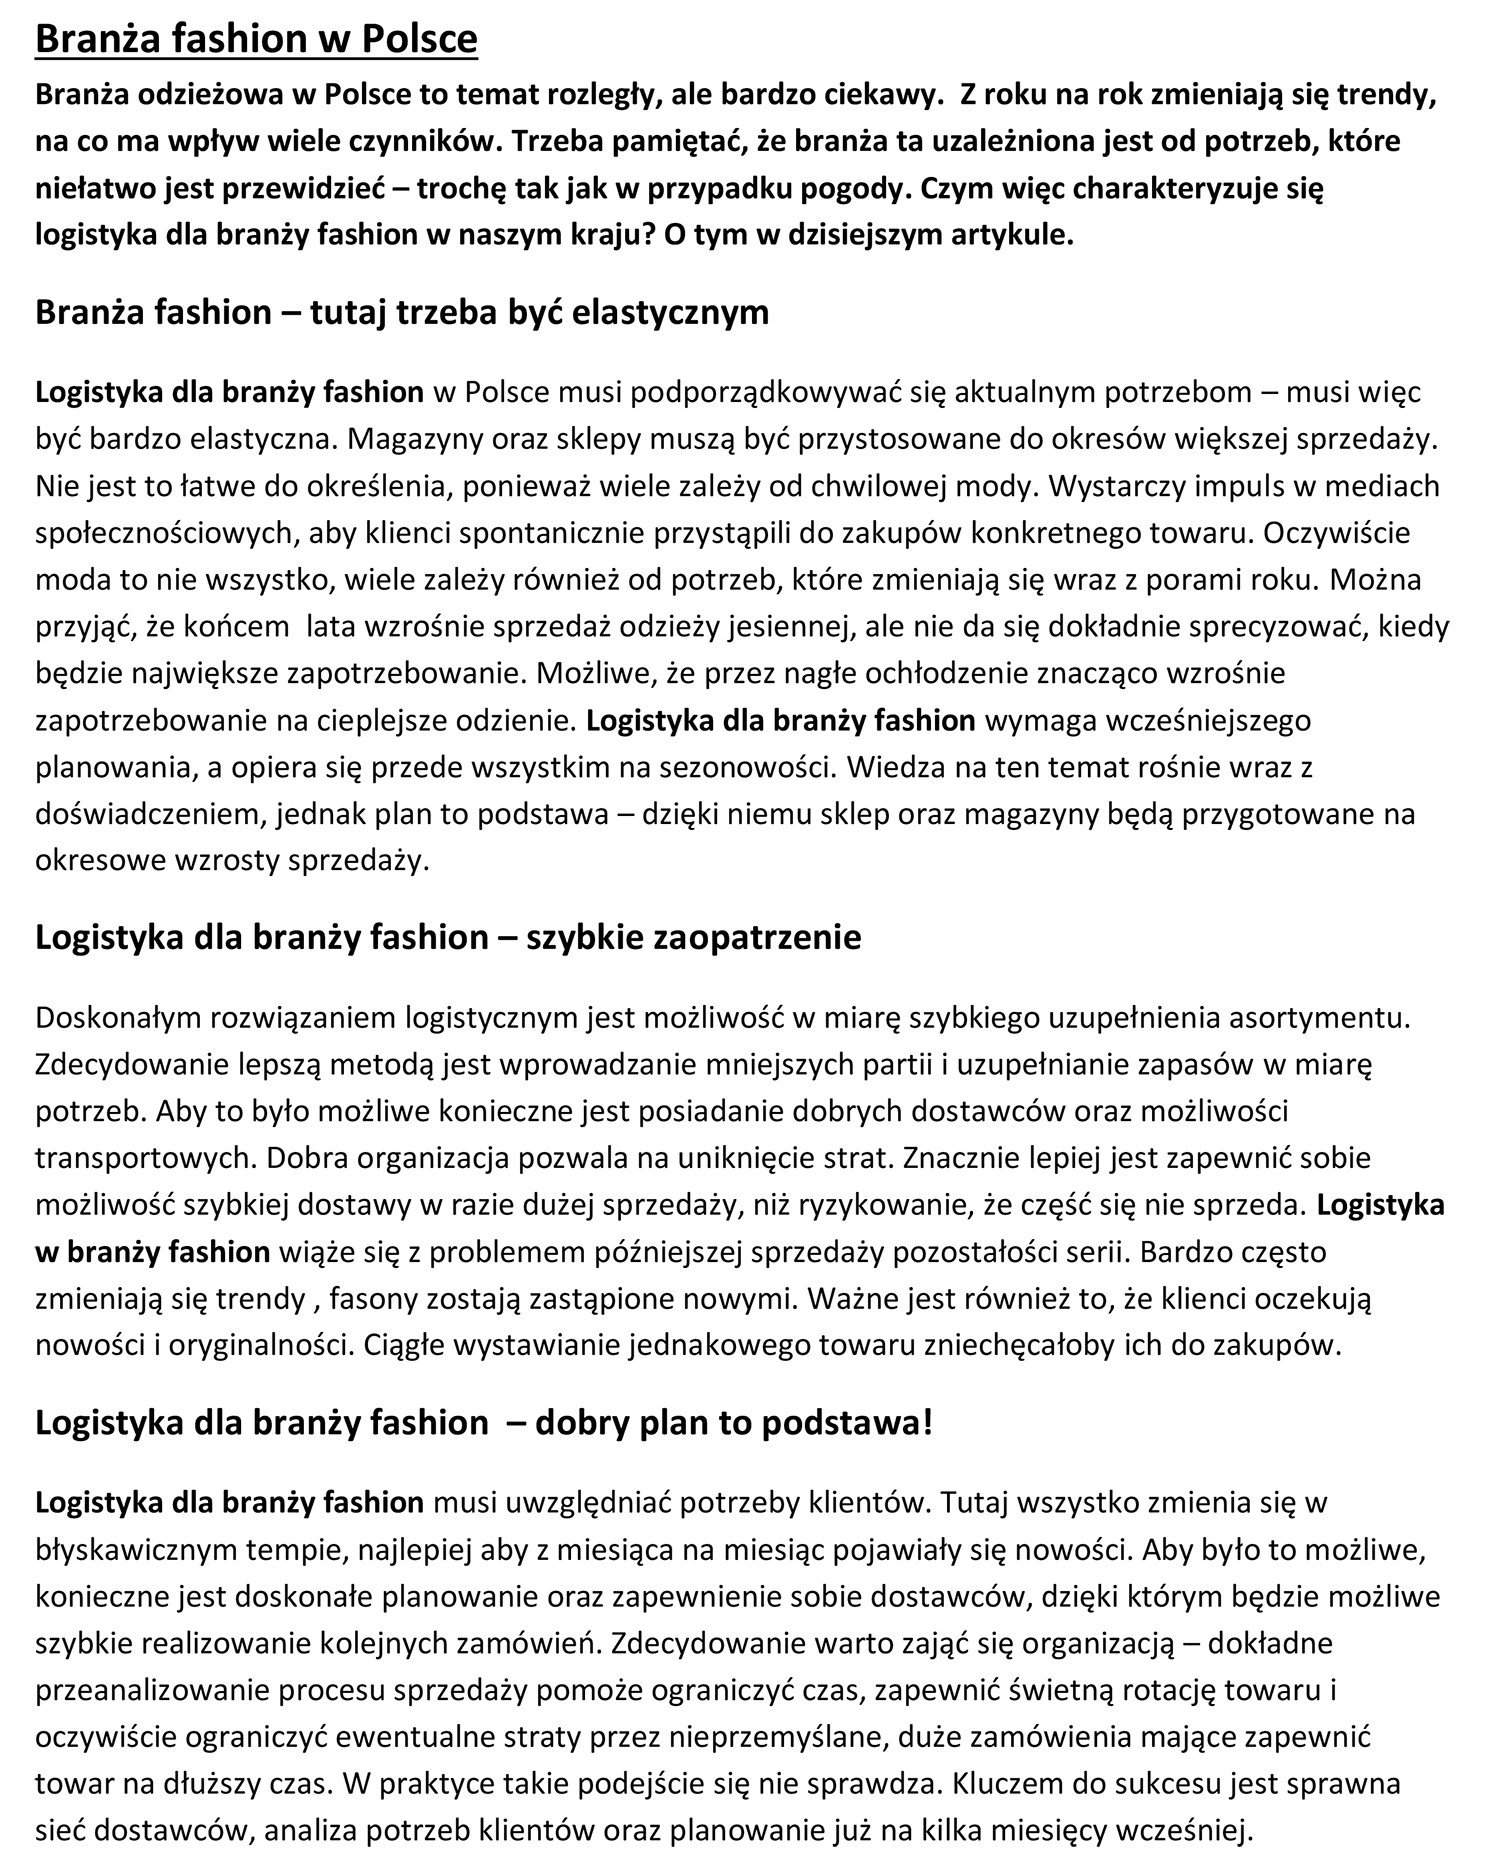 Branża fashion w Polsce
Branża odzieżowa w Polsce to temat rozległy, ale bardzo ciekawy.  Z roku na rok zmieniają się trendy,
na co ma wpływ wiele czynników. Trzeba pamiętać, że branża ta uzależniona jest od potrzeb, które
niełatwo jest przewidzieć – trochę tak jak w przypadku pogody. Czym więc charakteryzuje się
logistyka dla branży fashion w naszym kraju? O tym w dzisiejszym artykule.
Branża fashion – tutaj trzeba być elastycznym
Logistyka dla branży fashion w Polsce musi podporządkowywać się aktualnym potrzebom – musi więc
być bardzo elastyczna. Magazyny oraz sklepy muszą być przystosowane do okresów większej sprzedaży.
Nie jest to łatwe do określenia, ponieważ wiele zależy od chwilowej mody. Wystarczy impuls w mediach
społecznościowych, aby klienci spontanicznie przystąpili do zakupów konkretnego towaru. Oczywiście
moda to nie wszystko, wiele zależy również od potrzeb, które zmieniają się wraz z porami roku. Można
przyjąć, że końcem  lata wzrośnie sprzedaż odzieży jesiennej, ale nie da się dokładnie sprecyzować, kiedy
będzie największe zapotrzebowanie. Możliwe, że przez nagłe ochłodzenie znacząco wzrośnie
zapotrzebowanie na cieplejsze odzienie. Logistyka dla branży fashion wymaga wcześniejszego
planowania, a opiera się przede wszystkim na sezonowości. Wiedza na ten temat rośnie wraz z
doświadczeniem, jednak plan to podstawa – dzięki niemu sklep oraz magazyny będą przygotowane na
okresowe wzrosty sprzedaży.
Logistyka dla branży fashion – szybkie zaopatrzenie
Doskonałym rozwiązaniem logistycznym jest możliwość w miarę szybkiego uzupełnienia asortymentu.
Zdecydowanie lepszą metodą jest wprowadzanie mniejszych partii i uzupełnianie zapasów w miarę
potrzeb. Aby to było możliwe konieczne jest posiadanie dobrych dostawców oraz możliwości
transportowych. Dobra organizacja pozwala na uniknięcie strat. Znacznie lepiej jest zapewnić sobie
możliwość szybkiej dostawy w razie dużej sprzedaży, niż ryzykowanie, że część się nie sprzeda. Logistyka
w branży fashion wiąże się z problemem późniejszej sprzedaży pozostałości serii. Bardzo często
zmieniają się trendy , fasony zostają zastąpione nowymi. Ważne jest również to, że klienci oczekują
nowości i oryginalności. Ciągłe wystawianie jednakowego towaru zniechęcałoby ich do zakupów.
Logistyka dla branży fashion  – dobry plan to podstawa!
Logistyka dla branży fashion musi uwzględniać potrzeby klientów. Tutaj wszystko zmienia się w
błyskawicznym tempie, najlepiej aby z miesiąca na miesiąc pojawiały się nowości. Aby było to możliwe,
konieczne jest doskonałe planowanie oraz zapewnienie sobie dostawców, dzięki którym będzie możliwe
szybkie realizowanie kolejnych zamówień. Zdecydowanie warto zająć się organizacją – dokładne
przeanalizowanie procesu sprzedaży pomoże ograniczyć czas, zapewnić świetną rotację towaru i
oczywiście ograniczyć ewentualne straty przez nieprzemyślane, duże zamówienia mające zapewnić
towar na dłuższy czas. W praktyce takie podejście się nie sprawdza. Kluczem do sukcesu jest sprawna
sieć dostawców, analiza potrzeb klientów oraz planowanie już na kilka miesięcy wcześniej.